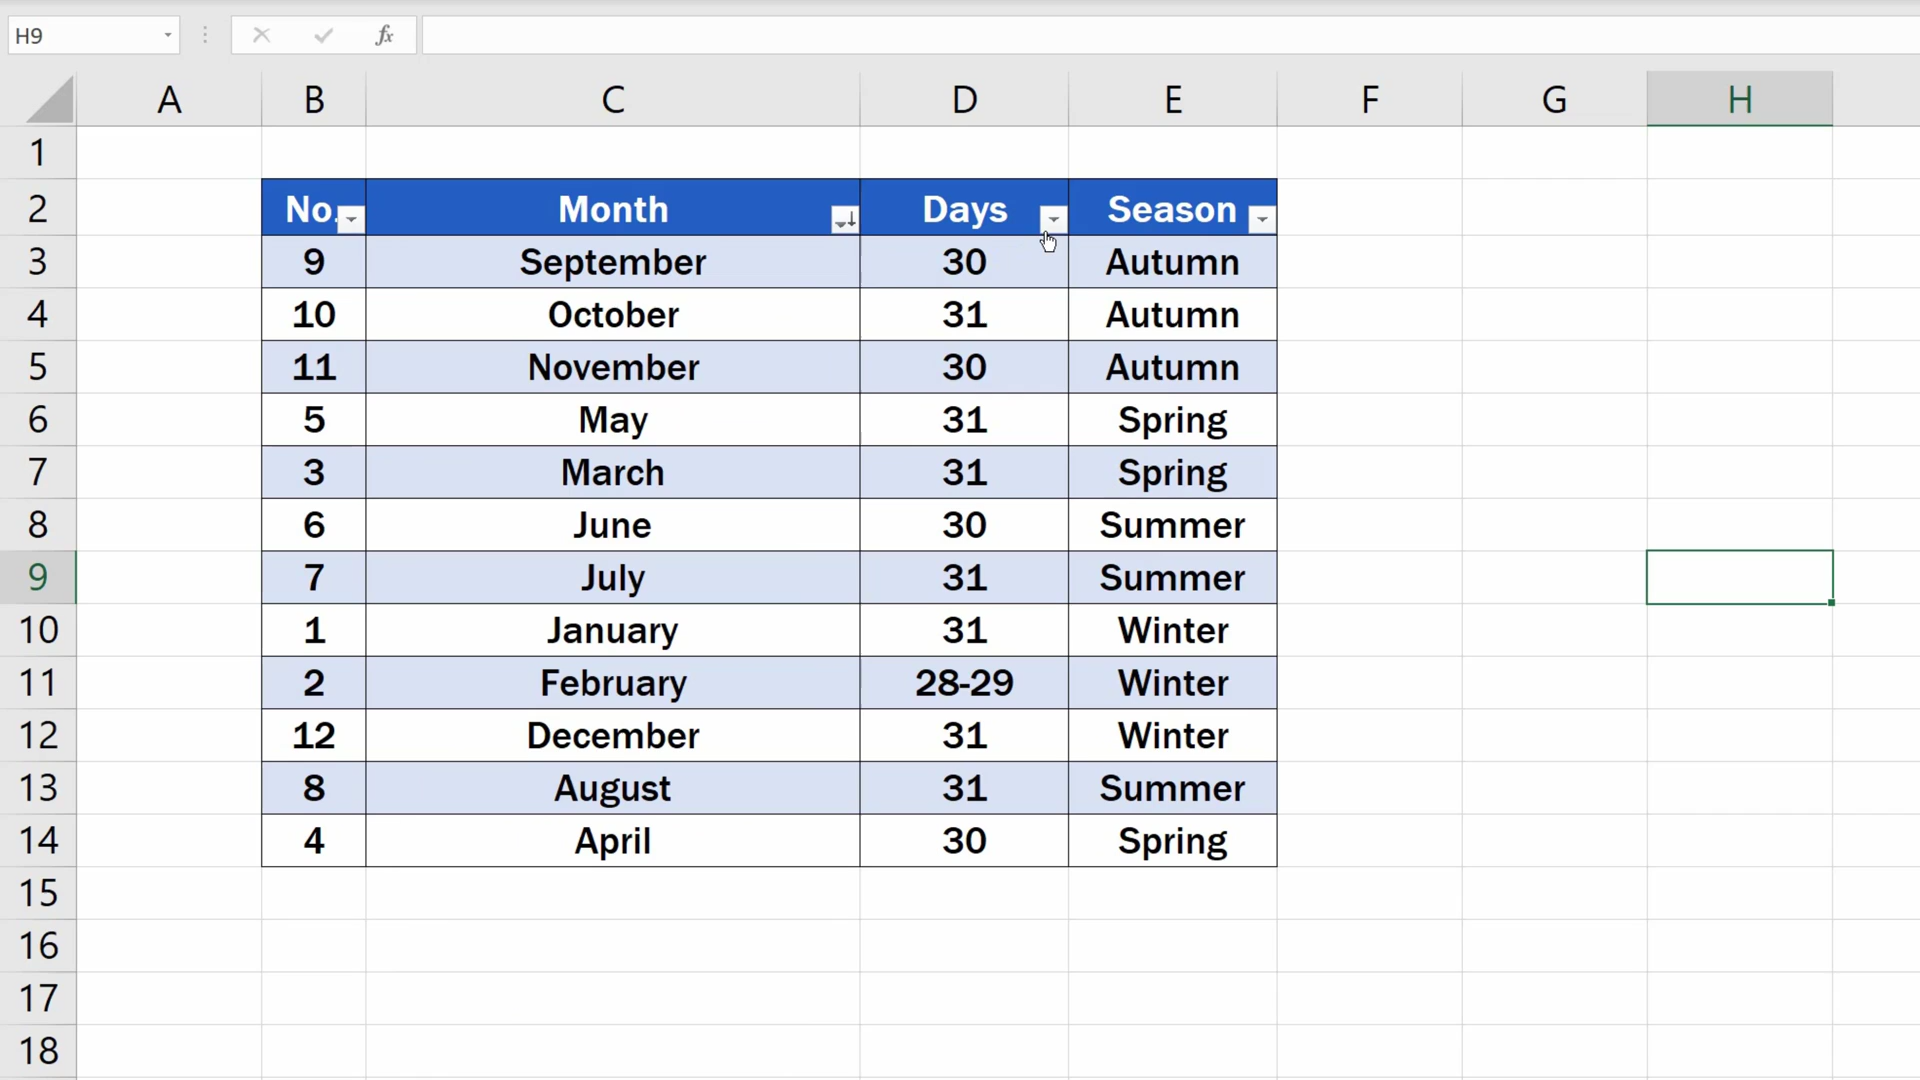 H9 fx
A B C D E F G H
1
2 No. Month Days Season
3 9 September 30 Autumn
4 10 October 31 Autumn
5 11 November 30 Autumn
6 5 May 31 Spring
7 3 March 31 Spring
8 6 June 30 Summer
9 7 July 31 Summer
10 1 January 31 Winter
11 2 February 28-29 Winter
12 12 December 31 Winter
13 8 August 31 Summer
14 4 April 30 Spring
15
16
17
18